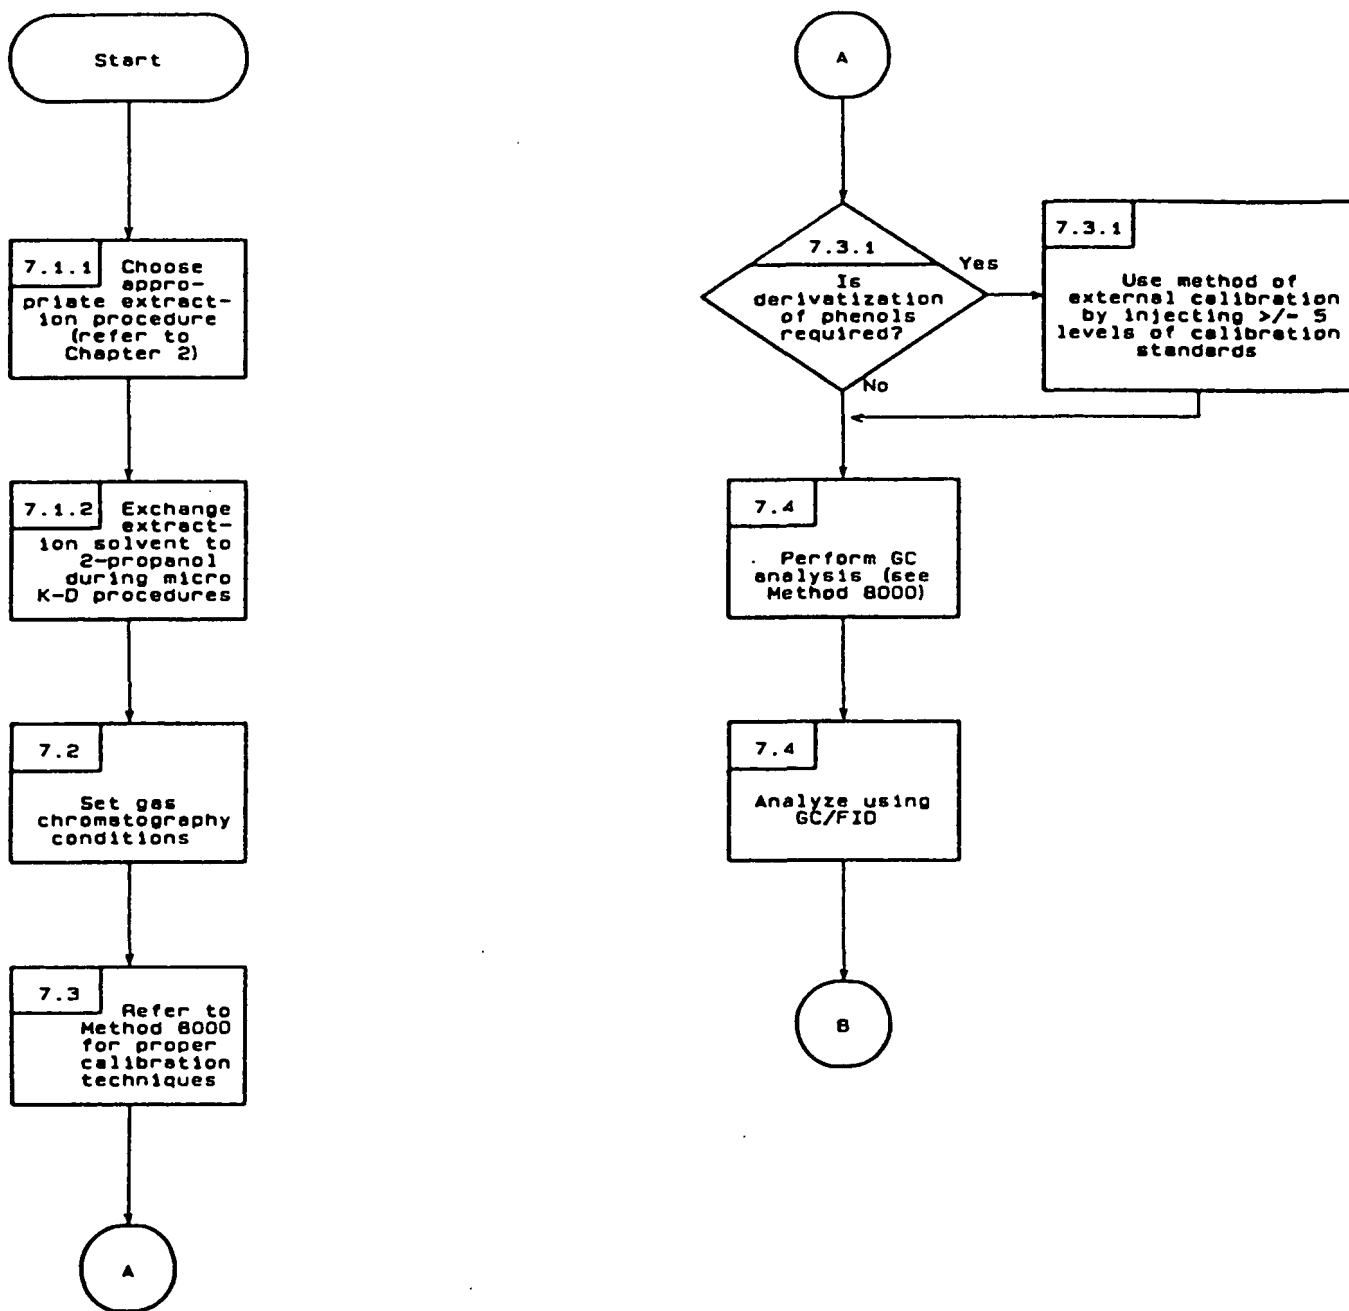 Start
7.1.1 Choose
appro-
priate extract-
ion procedure
(refer to
Chapter 2)
7.1.2 Exchange
extract-
ion solvent to
2-propanol
during micro
K-D procedures
7.2
Set gas
chromatography
conditions
7.3
Refer to
Method 8000
for proper
calibration
techniques
A
A
7.3.1
Is
derivatization
of phenols
required?
Yes
No
7.3.1
Use method of
external calibration
by injecting >/- 5
levels of calibration
standards
7.4
Perform GC
analysis (see
Method 8000)
7.4
Analyze using
GC/FID
B